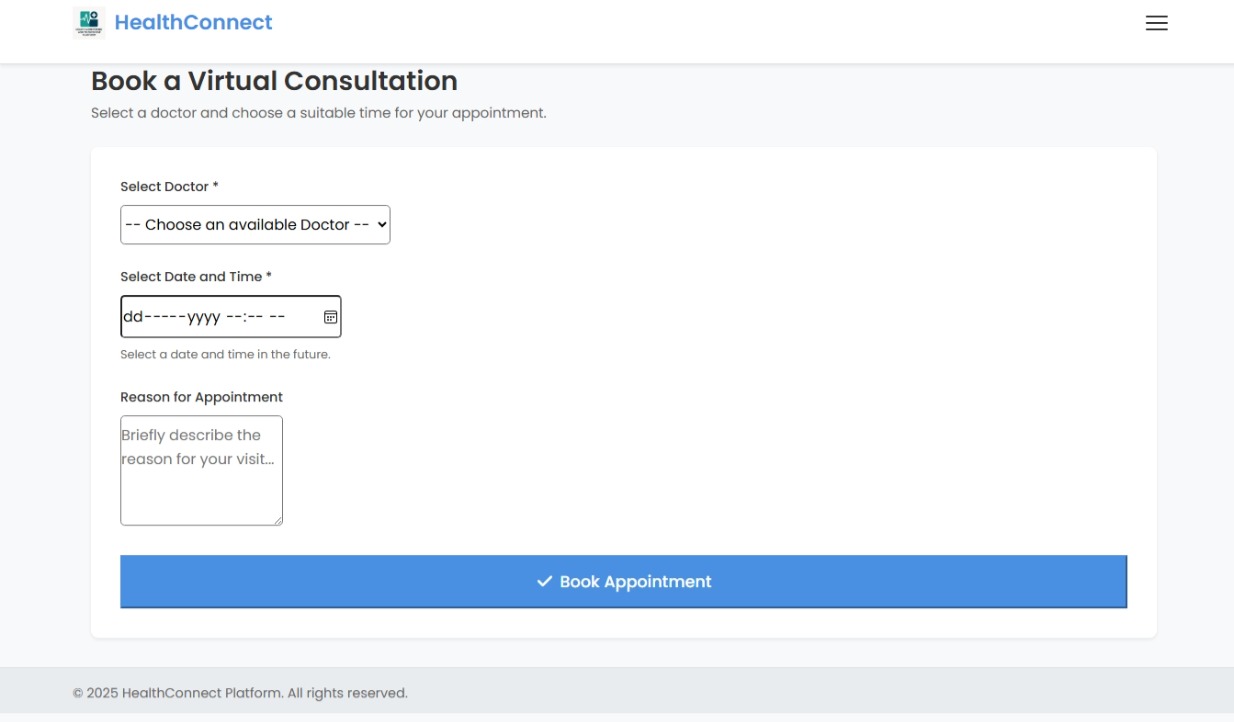 HealthConnect
Book a Virtual Consultation
Select a doctor and choose a suitable time for your appointment.
Select Doctor *
-- Choose an available Doctor --
Select Date and Time *
dd-----yyyy --:-- --
Select a date and time in the future.
Reason for Appointment
Briefly describe the
reason for your visit...
Book Appointment
© 2025 HealthConnect Platform. All rights reserved.